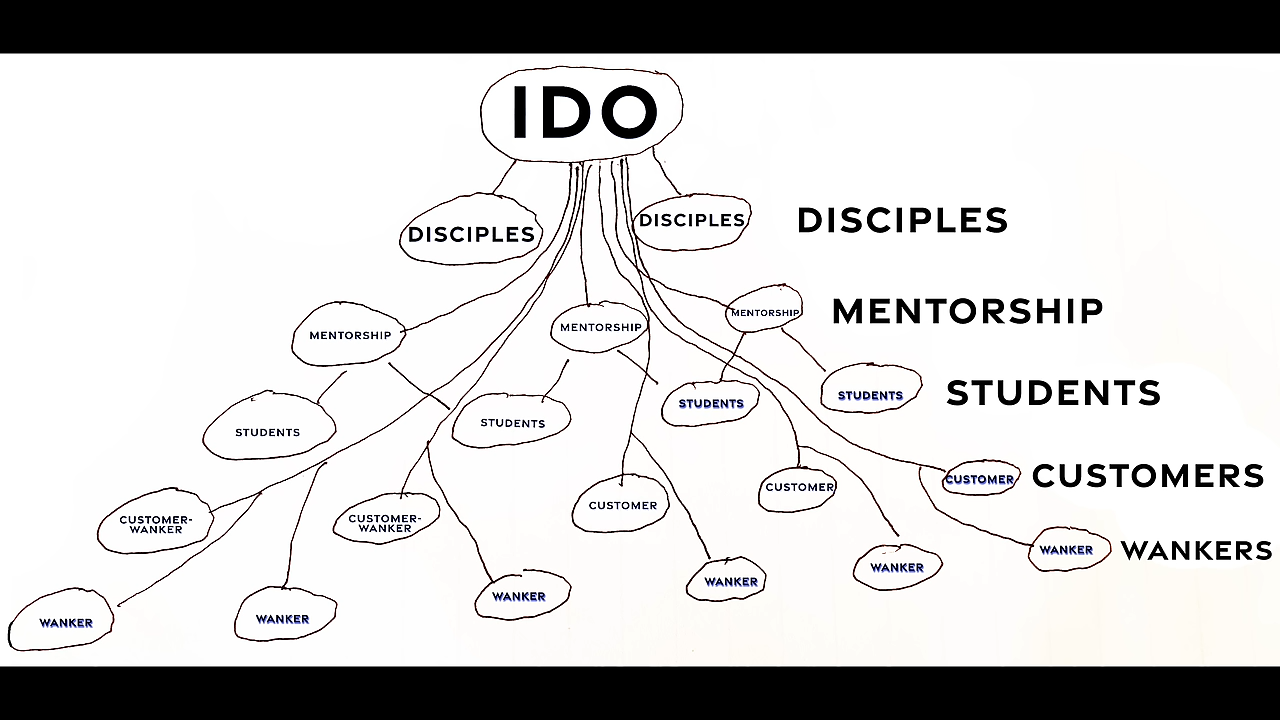 IDO
DISCIPLES
DISCIPLES
DISCIPLES
MENTORSHIP
MENTORSHIP
MENTORSHIP
MENTORSHIP
STUDENTS
STUDENTS
STUDENTS
STUDENTS
STUDENTS
CUSTOMER-
WANKER
CUSTOMER-
WANKER
CUSTOMER
CUSTOMER
CUSTOMER
CUSTOMERS
WANKER
WANKER
WANKER
WANKER
WANKER
WANKER
WANKERS